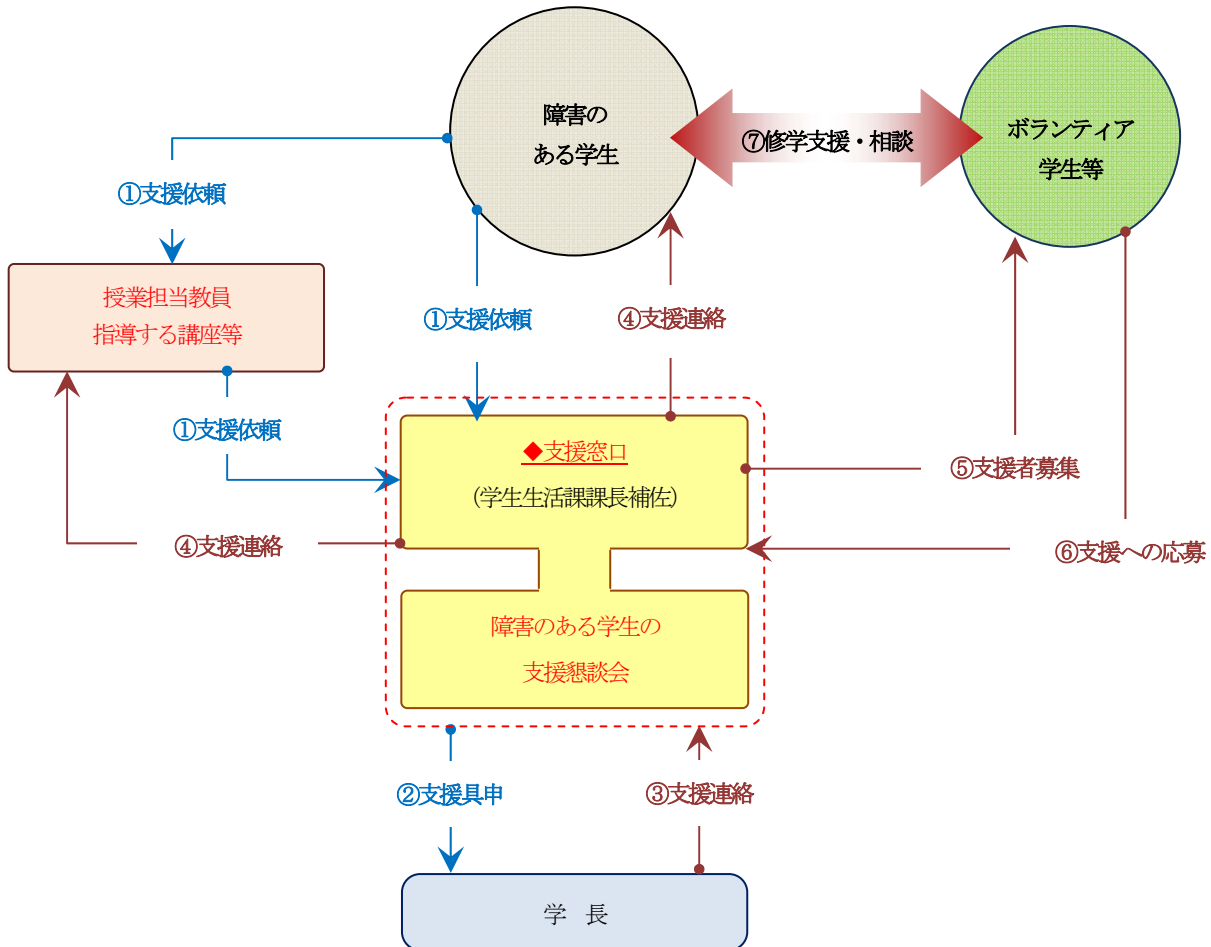 障害の
ある学生
ボランティア
学生等
⑦修学支援・相談
①支援依頼
授業担当教員
指導する講座等
①支援依頼
④支援連絡
①支援依頼
◆支援窓口
(学生生活課課長補佐)
⑤支援者募集
④支援連絡
⑥支援への応募
障害のある学生の
支援懇談会
②支援具申
③支援連絡
学 長